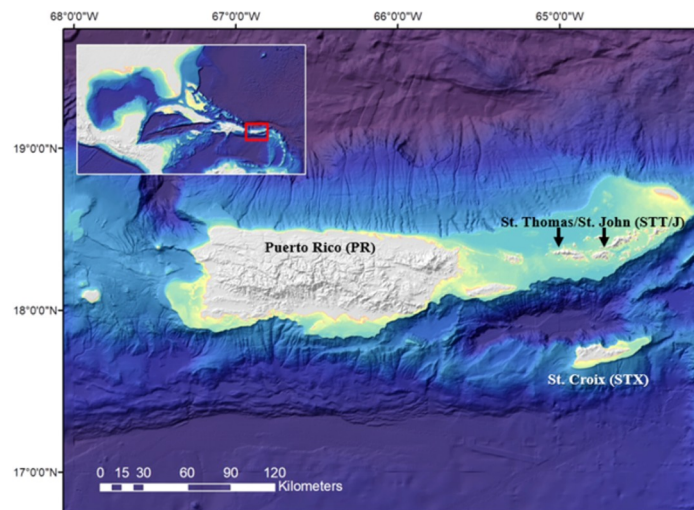 68°0'0"W 67°0'0"W 66°0'0"W 65°0'0"W
19°0'0"N
St. Thomas/St. John (STT/J)
Puerto Rico (PR)
18°0'0"N
St. Croix (STX)
17°0'0"N
0 15 30 60 90 120
Kilometers